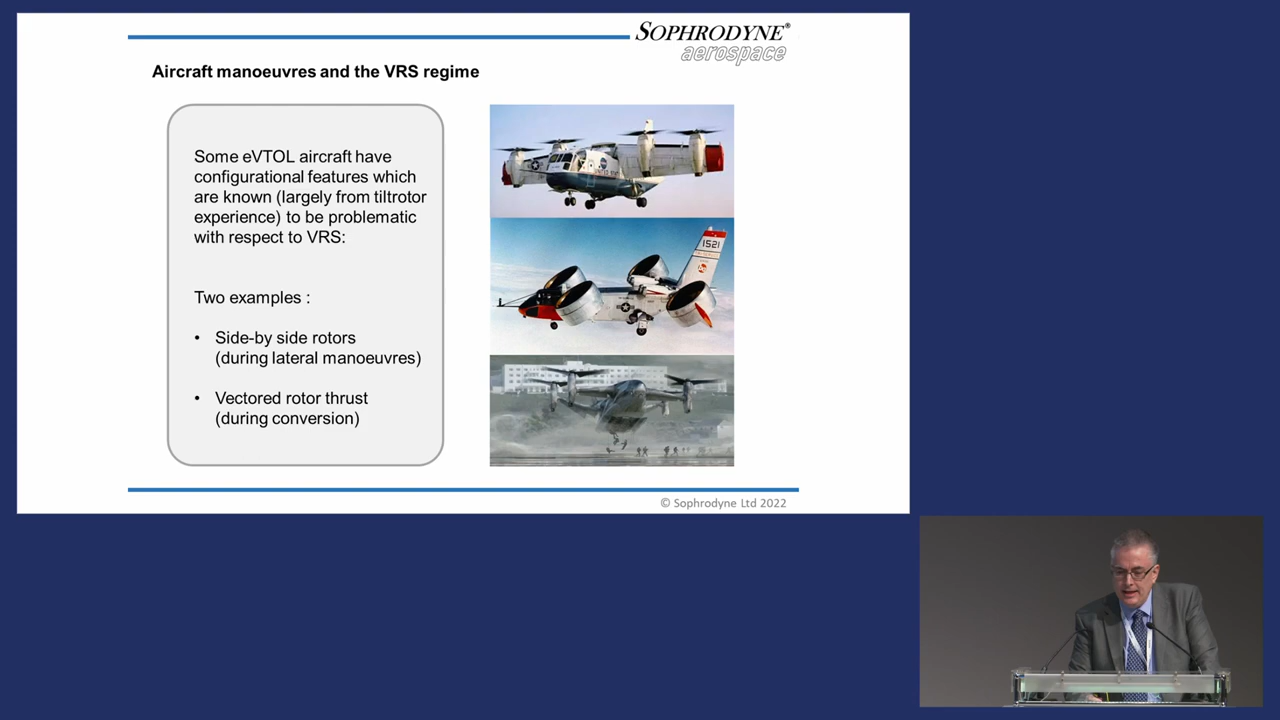 SOPHRODYNE®
aerospace
Aircraft manoeuvres and the VRS regime
Some eVTOL aircraft have
configurational features which
are known (largely from tiltrotor
experience) to be problematic
with respect to VRS:
Two examples :
• Side-by side rotors
(during lateral manoeuvres)
• Vectored rotor thrust
(during conversion)
1521
© Sophrodyne Ltd 2022